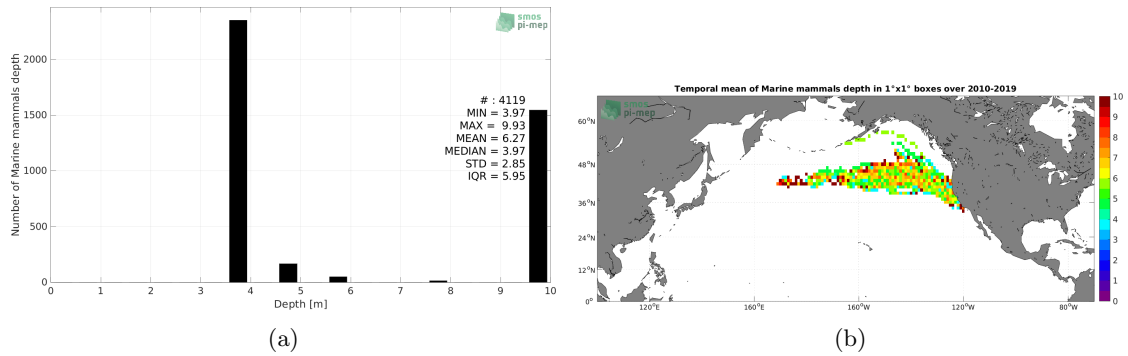 smos
pi-mep
Number of Marine mammals depth
2000
1500
1000
500
0
# : 4119
MIN = 3.97
MAX = 9.93
MEAN = 6.27
MEDIAN = 3.97
STD = 2.85
IQR = 5.95
0 1 2 3 4 5 6 7 8 9 10
Depth [m]
(a)
Temporal mean of Marine mammals depth in 1°x1° boxes over 2010-2019
smos
pi-mep
60°N
48°N
36°N
24°N
12°N
0°
120°E 160°E 160°W 120°W 80°W
10
9
8
7
6
5
4
3
2
1
0
(b)